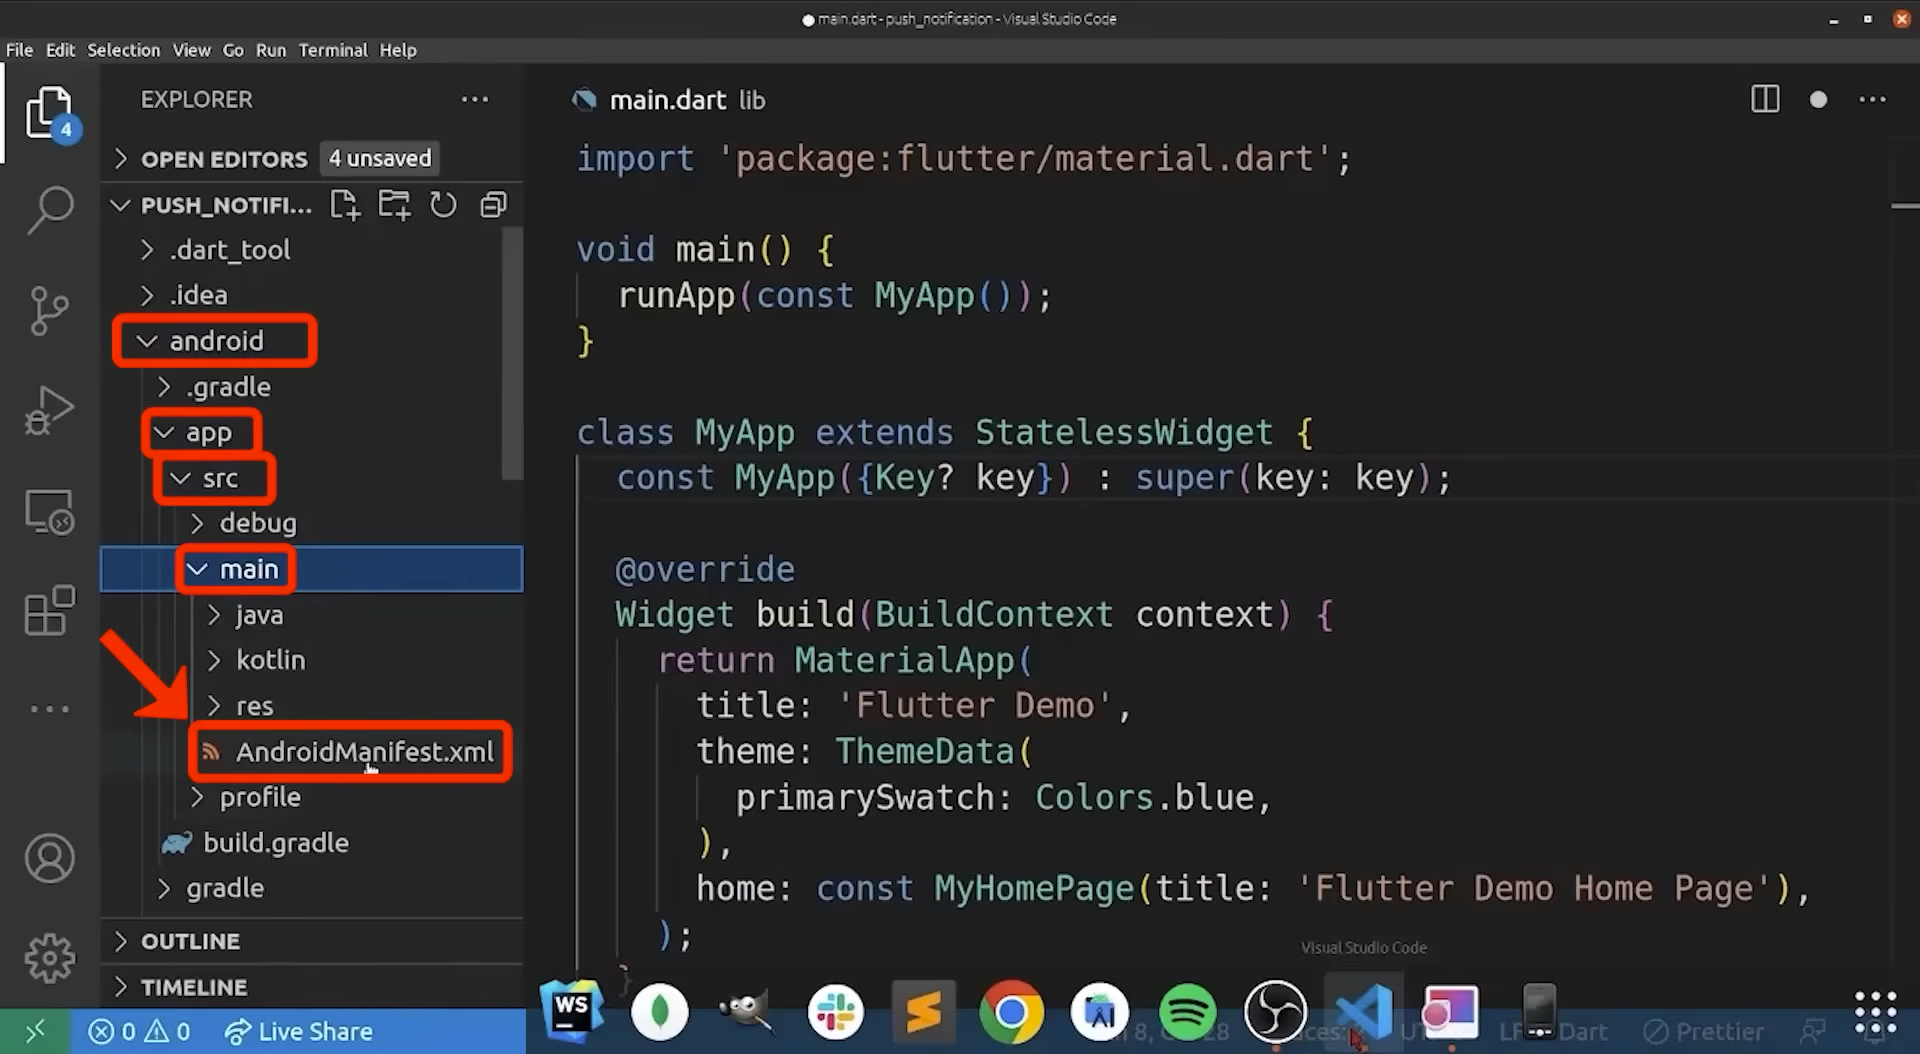 main.dart - push_notification - Visual Studio Code
File Edit Selection View Go Run Terminal Help
EXPLORER
4
OPEN EDITORS 4 unsaved
PUSH_NOTIFI...
.dart_tool
.idea
android
.gradle
app
src
debug
main
java
kotlin
res
AndroidManifest.xml
profile
build.gradle
gradle
OUTLINE
TIMELINE
0 0 Live Share
main.dart lib
import 'package:flutter/material.dart';
void main() {
runApp(const MyApp());
}
class MyApp extends StatelessWidget {
const MyApp({Key? key}) : super(key: key);
@override
Widget build(BuildContext context) {
return MaterialApp(
title: 'Flutter Demo',
theme: ThemeData(
primarySwatch: Colors.blue,
),
home: const MyHomePage(title: 'Flutter Demo Home Page'),
);
}
Visual Studio Code
WS
Dart Prettier